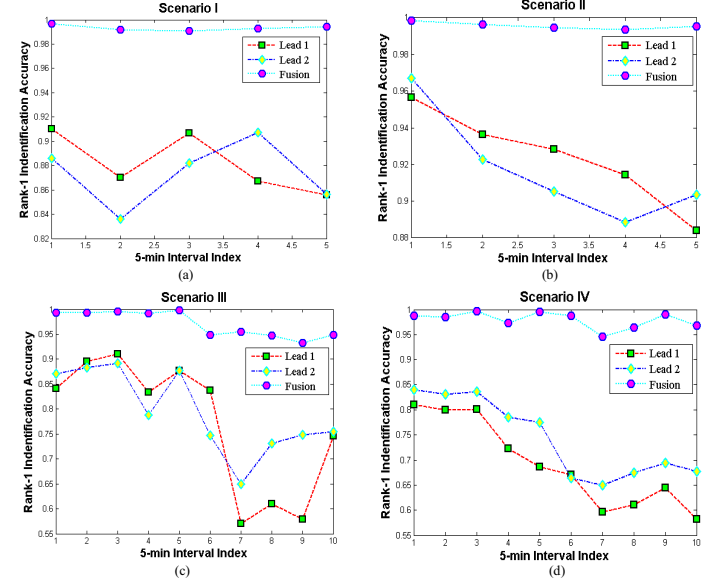 Scenario I
Rank-1 Indentification Accuracy
1
0.98
0.96
0.94
0.92
0.9
0.88
0.86
0.84
0.82
Lead 1
Lead 2
Fusion
1 1.5 2 2.5 3 3.5 4 4.5 5
5-min Interval Index
(a)
Scenario II
Rank-1 Indentification Accuracy
1
0.98
0.96
0.94
0.92
0.9
0.88
Lead 1
Lead 2
Fusion
1 1.5 2 2.5 3 3.5 4 4.5 5
5-min Interval Index
(b)
Scenario III
Rank-1 Indentification Accuracy
1
0.95
0.9
0.85
0.8
0.75
0.7
0.65
0.6
0.55
Lead 1
Lead 2
Fusion
1 2 3 4 5 6 7 8 9 10
5-min Interval Index
(c)
Scenario IV
Rank-1 Indentification Accuracy
1
0.95
0.9
0.85
0.8
0.75
0.7
0.65
0.6
0.55
Lead 1
Lead 2
Fusion
1 2 3 4 5 6 7 8 9 10
5-min Interval Index
(d)